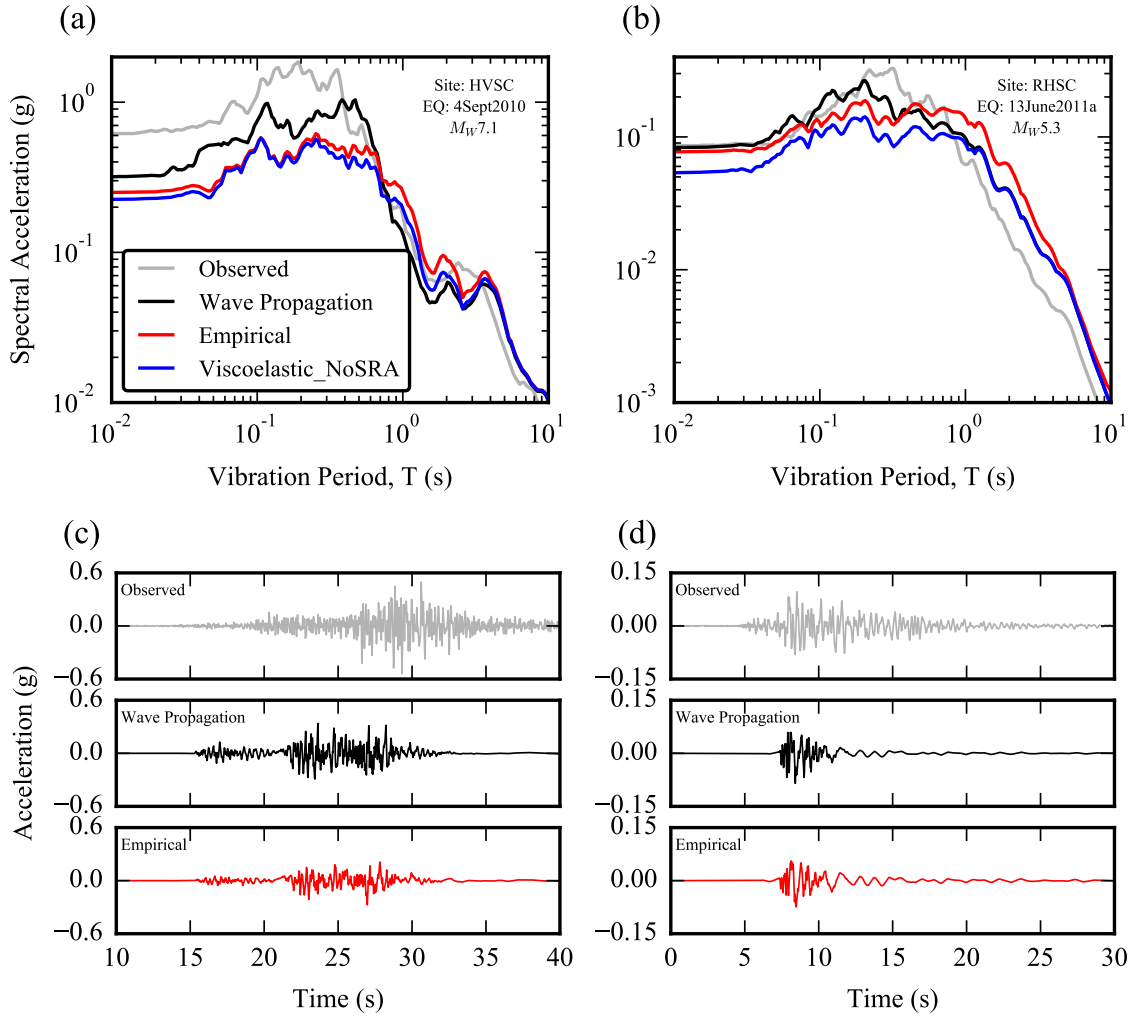 (a)
(b)
Spectral Acceleration (g)
10^0
10^-1
10^-2
Site: HVSC
EQ: 4Sept2010
M_W7.1
Observed
Wave Propagation
Empirical
Viscoelastic_NoSRA
10^-2
10^-1
10^0
10^1
Vibration Period, T (s)
10^-1
10^-2
10^-3
Site: RHSC
EQ: 13June2011a
M_W5.3
10^-2
10^-1
10^0
10^1
Vibration Period, T (s)
(c)
(d)
Acceleration (g)
0.6
0.0
−0.6
Observed
0.6
0.0
−0.6
Wave Propagation
0.6
0.0
−0.6
Empirical
10 15 20 25 30 35 40
Time (s)
0.15
0.00
−0.15
Observed
0.15
0.00
−0.15
Wave Propagation
0.15
0.00
−0.15
Empirical
0 5 10 15 20 25 30
Time (s)